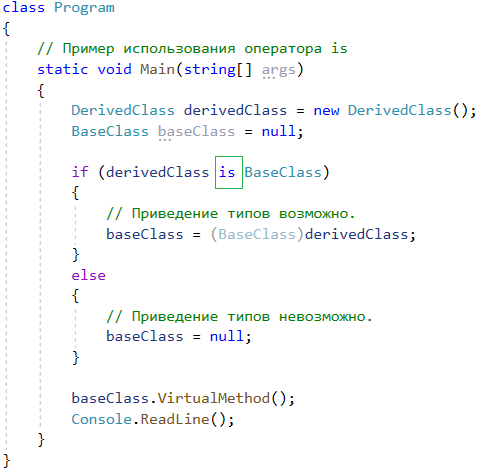 class Program
{
    // Пример использования оператора is
    static void Main(string[] args)
    {
        DerivedClass derivedClass = new DerivedClass();
        BaseClass baseClass = null;

        if (derivedClass is BaseClass)
        {
            // Приведение типов возможно.
            baseClass = (BaseClass)derivedClass;
        }
        else
        {
            // Приведение типов невозможно.
            baseClass = null;
        }

        baseClass.VirtualMethod();
        Console.ReadLine();
    }
}